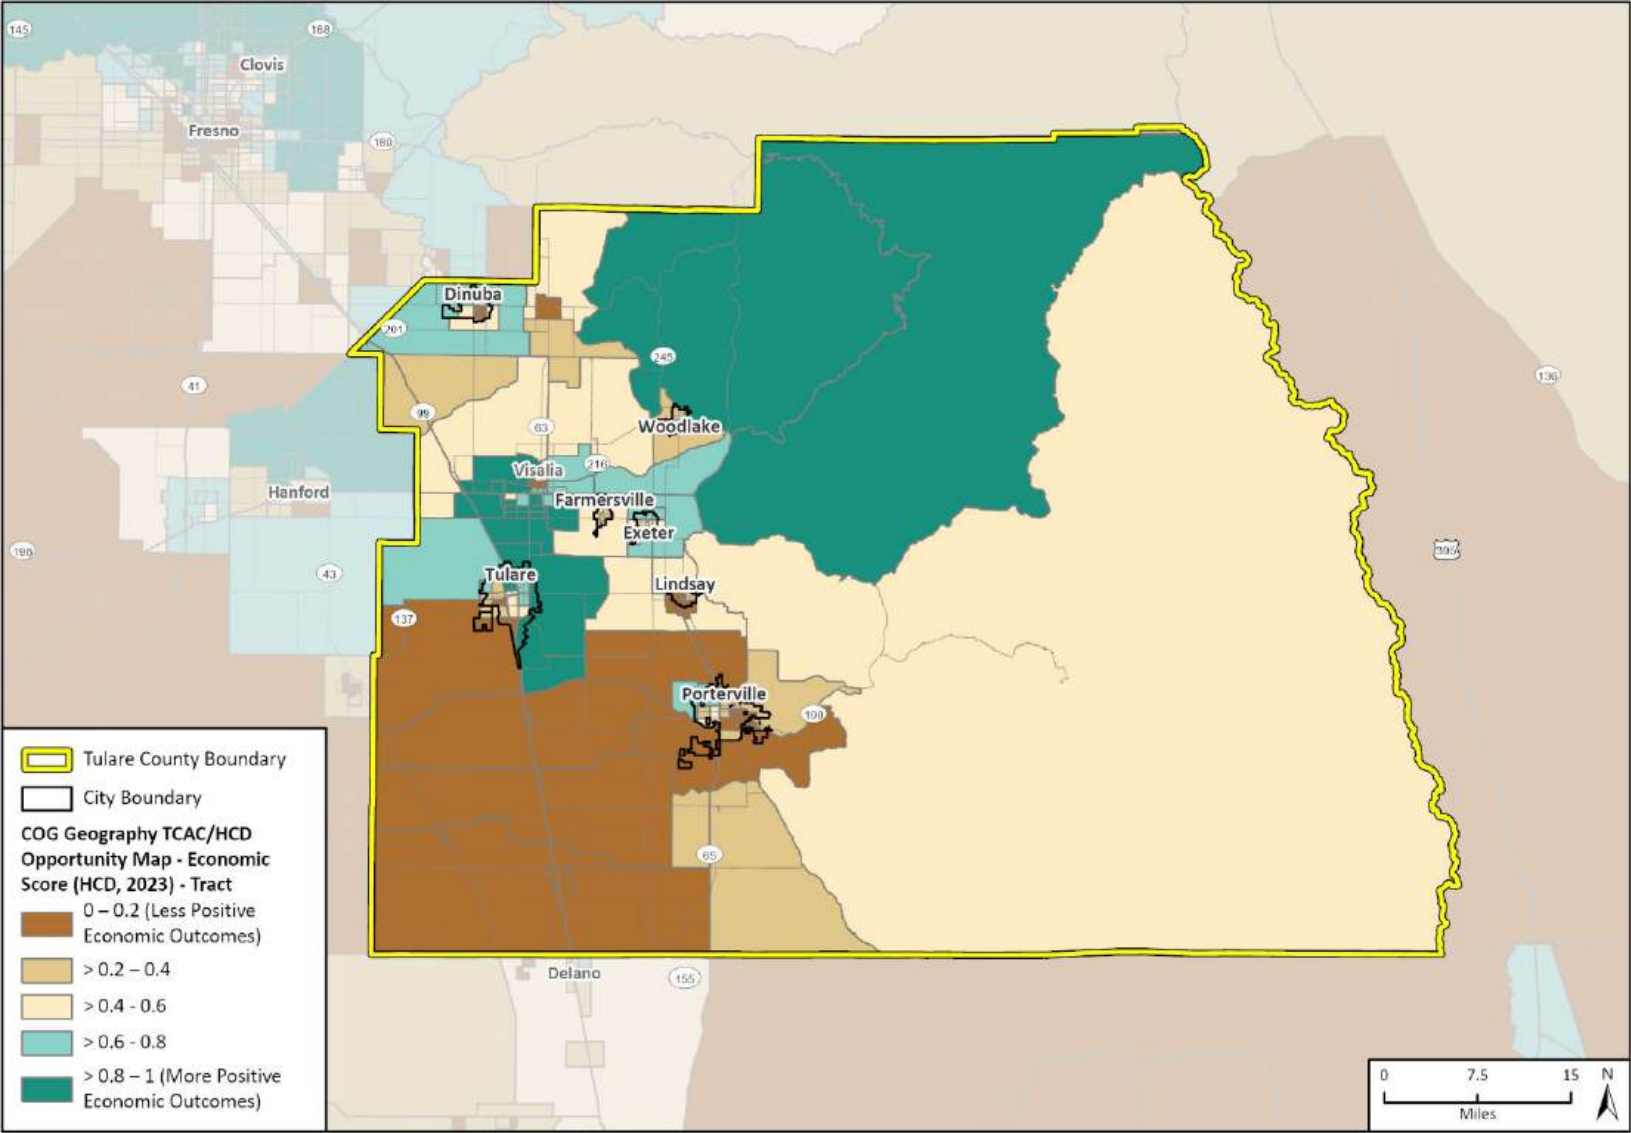 145
168
Clovis
Fresno
180
Dinuba
201
245
41
136
99
63
Woodlake
Visalia
216
Hanford
Farmersville
Exeter
198
395
43
Tulare
Lindsay
137
Porterville
190
65
Delano
155
Tulare County Boundary
City Boundary
COG Geography TCAC/HCD
Opportunity Map - Economic
Score (HCD, 2023) - Tract
0 – 0.2 (Less Positive
Economic Outcomes)
> 0.2 – 0.4
> 0.4 - 0.6
> 0.6 - 0.8
> 0.8 – 1 (More Positive
Economic Outcomes)
0 7.5 15 N
Miles